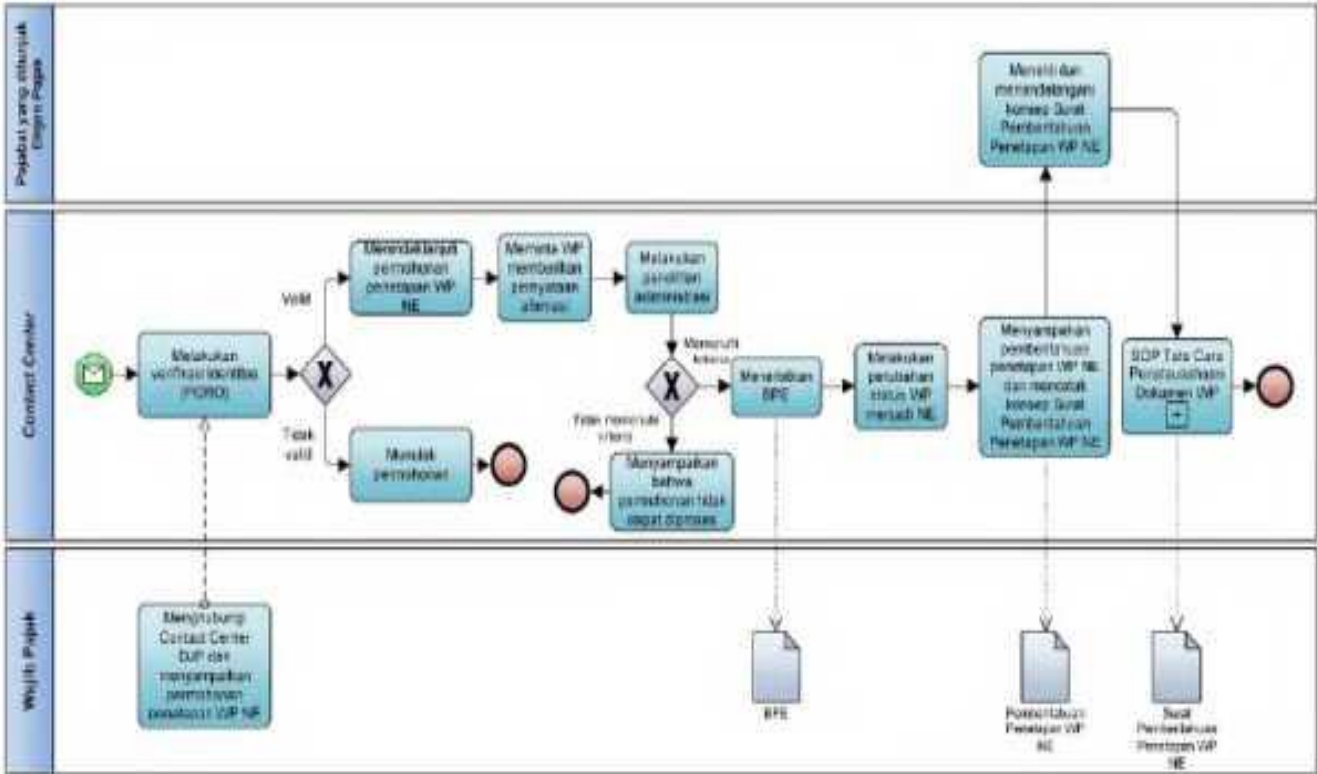 Pejabat yang ditunjuk
Dirjen Pajak
Meneliti dan
menandatangani
konsep Surat
Pemberitahuan
Penetapan WP NE
Contact Center
Melakukan
verifikasi identitas
(PORO)
Valid
Tidak
valid
X
Menindaklanjuti
permohonan
penetapan WP
NE
Meminta WP
memberikan
pernyataan
afirmasi
Melakukan
penelitian
administrasi
Menolak
permohonan
X
Memenuhi
kriteria
Tidak memenuhi
kriteria
Menyampaikan
bahwa
permohonan tidak
dapat diproses
Menerbitkan
BPE
Melakukan
perubahan
status WP
menjadi NE
Menyampaikan
pemberitahuan
penetapan WP NE
dan mencetak
konsep Surat
Pemberitahuan
Penetapan WP NE
SOP Tata Cara
Penatausahaan
Dokumen WP
+
Wajib Pajak
Menghubungi
Contact Center
DJP dan
menyampaikan
permohonan
penetapan WP NE
BPE
Pemberitahuan
Penetapan WP
NE
Surat
Pemberitahuan
Penetapan WP
NE